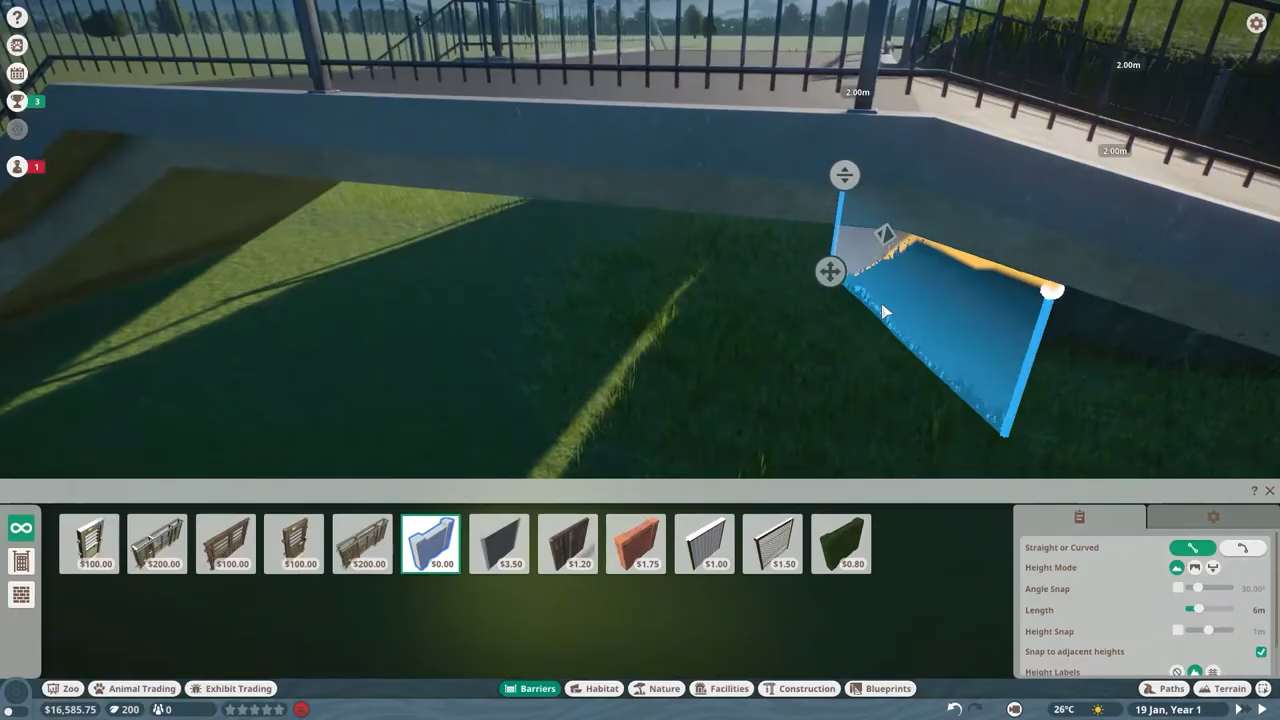 ?
2.00m
2.00m
3
2.00m
1
?
$100.00 $200.00 $100.00 $100.00 $200.00 $0.00 $3.50 $1.20 $1.75 $1.00 $1.50 $0.80
Straight or Curved
Height Mode
Angle Snap
Length 6m
Height Snap 1m
Snap to adjacent heights
Height Labels
Zoo Animal Trading Exhibit Trading Barriers Habitat Nature Facilities Construction Blueprints Paths Terrain
$16,585.75 200 0 26°C 19 Jan, Year 1